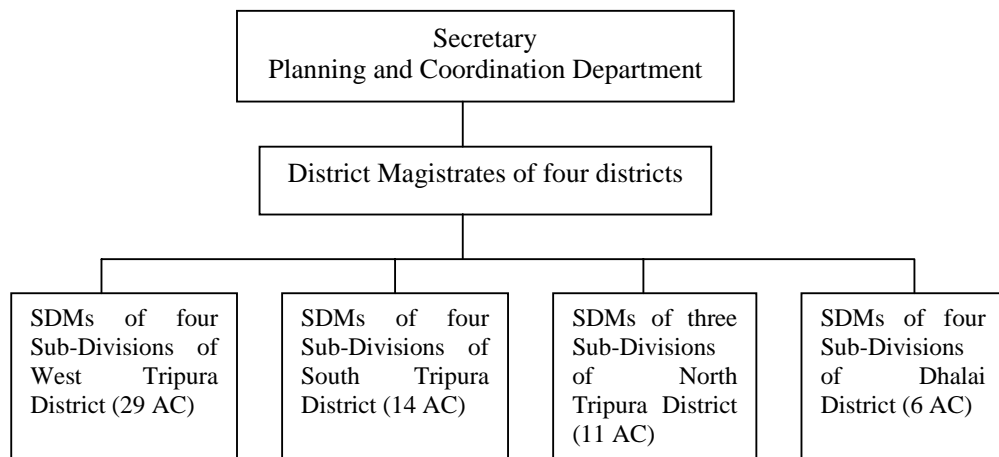 Secretary
Planning and Coordination Department
District Magistrates of four districts
SDMs of four
Sub-Divisions of
West Tripura
District (29 AC)
SDMs of four
Sub-Divisions of
South Tripura
District (14 AC)
SDMs of three
Sub-Divisions
of North
Tripura District
(11 AC)
SDMs of four
Sub-Divisions
of Dhalai
District (6 AC)